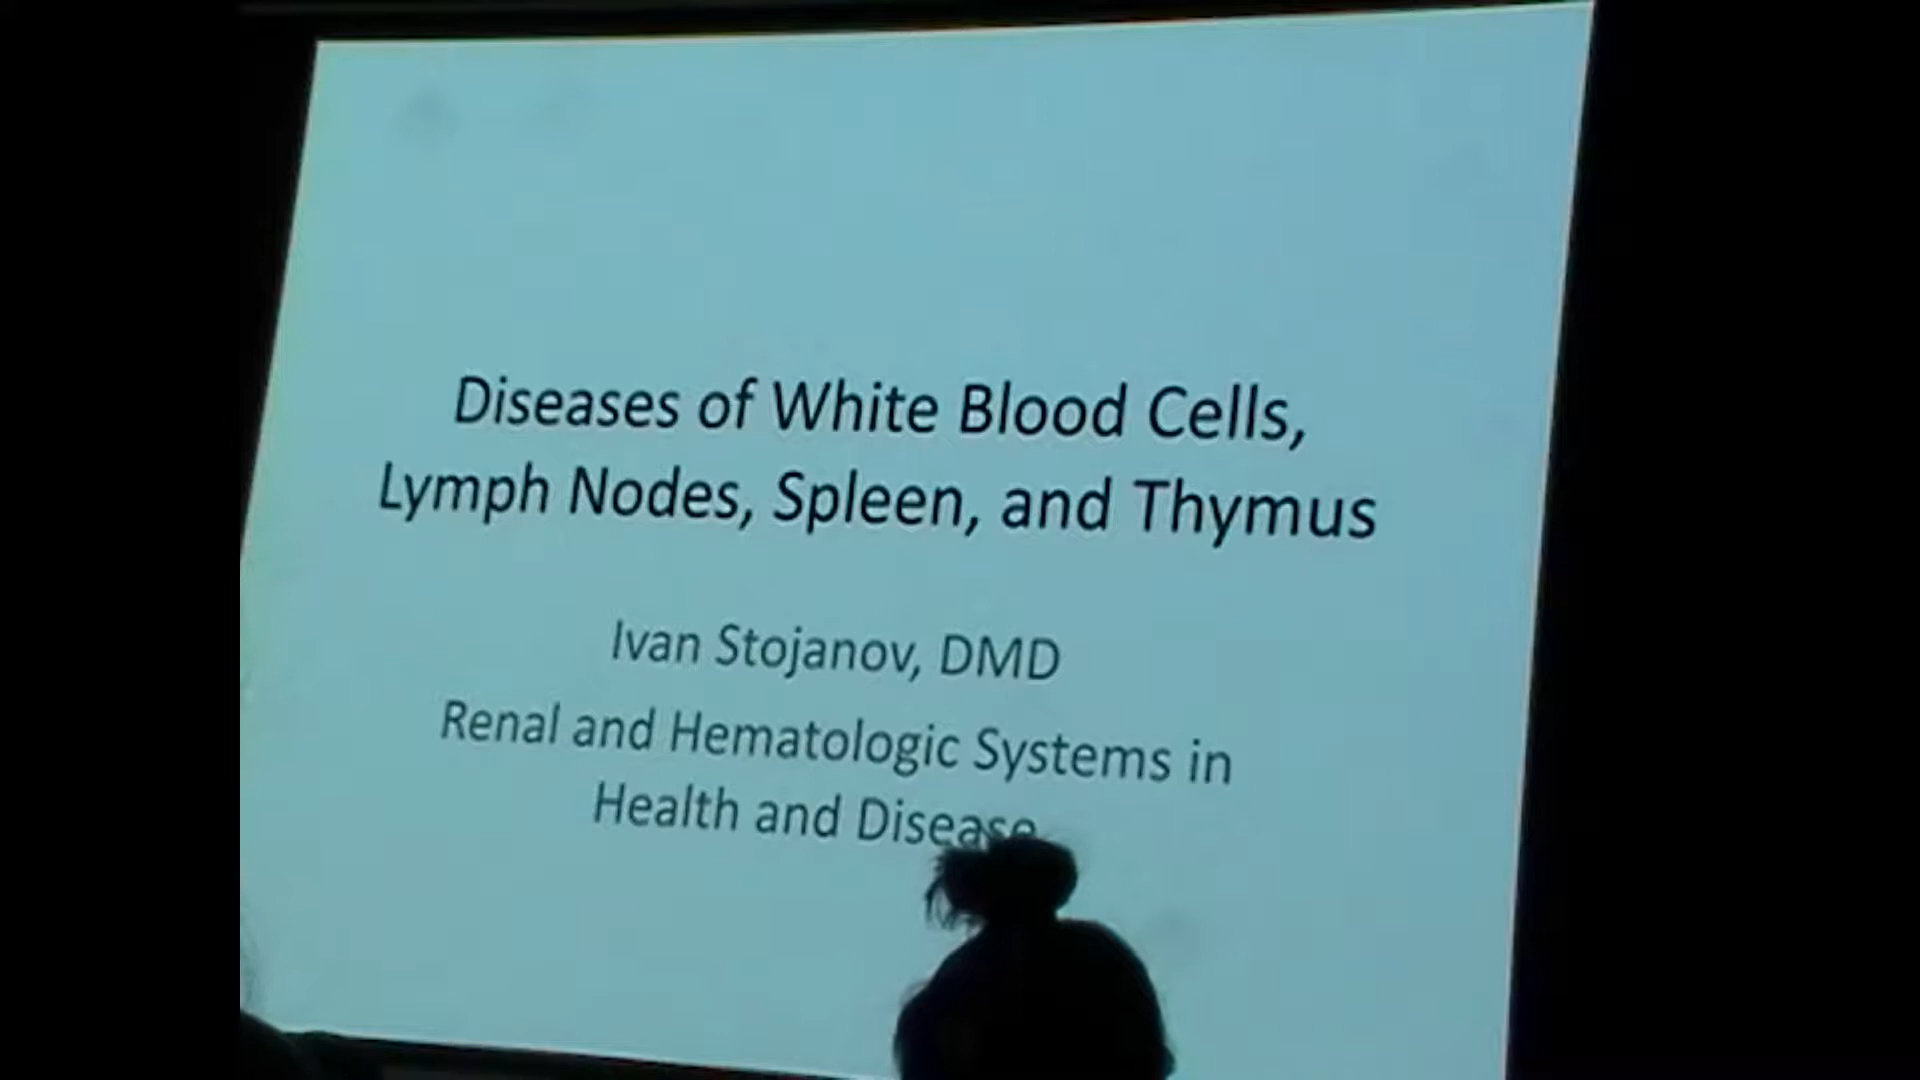 Diseases of White Blood Cells,
Lymph Nodes, Spleen, and Thymus
Ivan Stojanov, DMD
Renal and Hematologic Systems in
Health and Disease